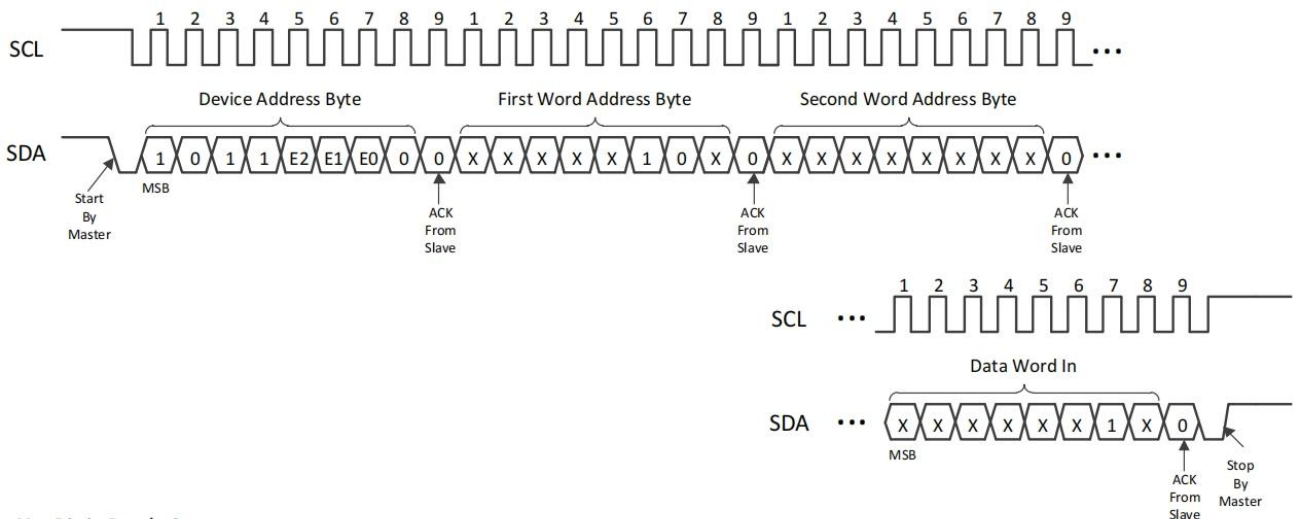 1 2 3 4 5 6 7 8 9 1 2 3 4 5 6 7 8 9 1 2 3 4 5 6 7 8 9
SCL ···
Device Address Byte First Word Address Byte Second Word Address Byte
SDA 1 0 1 1 E2 E1 E0 0 0 X X X X X 1 0 X 0 X X X X X X X X 0 ···
MSB
Start
By
Master
ACK
From
Slave
ACK
From
Slave
ACK
From
Slave
1 2 3 4 5 6 7 8 9
SCL ···
Data Word In
SDA ··· X X X X X X 1 X 0
MSB
ACK
From
Slave
Stop
By
Master